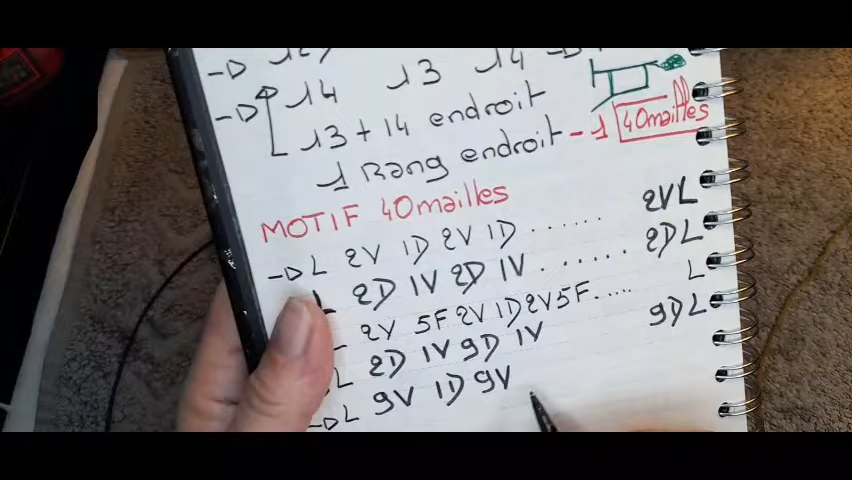 14 13 14
13 + 14 endroit
1 Rang endroit - 1 40mailles
MOTIF 40mailles
L 2V 1D 2V 1D ...... 2VL
2D 1V 2D 1V ...... 2DL
2V 5F 2V 1D 2V 5F ..... L
L 2D 1V 9D 1V 9DL
L 9V 1D 9V